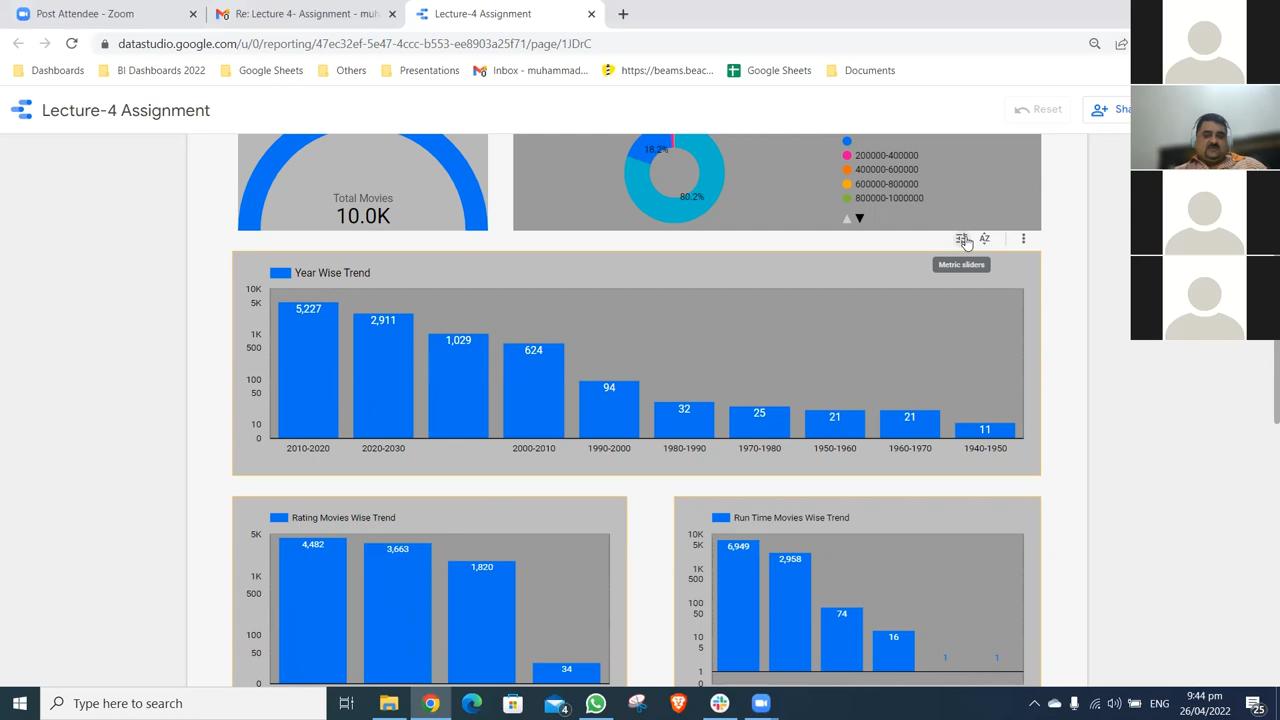 Post Attendee - Zoom
Re: Lecture 4- Assignment - muh
Lecture-4 Assignment
datastudio.google.com/u/0/reporting/47ec32ef-5e47-4ccc-b553-ee8903a25f71/page/1JDrC
Dashboards
BI Dashboards 2022
Google Sheets
Others
Presentations
Inbox - muhammad...
https://beams.beac...
Google Sheets
Documents
Lecture-4 Assignment
Reset
Sha
Total Movies
10.0K
18.2%
80.2%
200000-400000
400000-600000
600000-800000
800000-1000000
AZ
Metric sliders
Year Wise Trend
10K
5K
1K
500
100
50
10
0
5,227
2,911
1,029
624
94
32
25
21
21
11
2010-2020
2020-2030
2000-2010
1990-2000
1980-1990
1970-1980
1950-1960
1960-1970
1940-1950
Rating Movies Wise Trend
5K
1K
500
100
50
0
4,482
3,663
1,820
34
Run Time Movies Wise Trend
10K
5K
1K
500
100
50
10
5
1
0
6,949
2,958
74
16
1
1
Type here to search
4
ENG
9:44 pm
26/04/2022
25